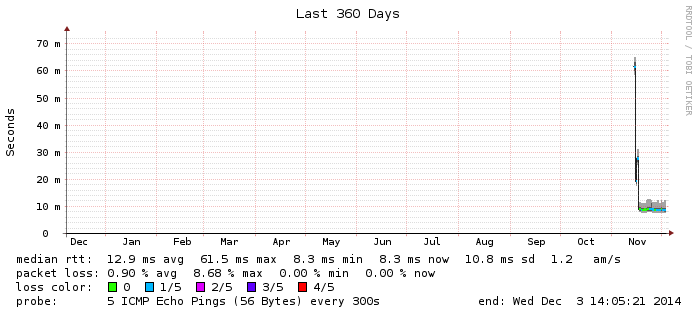 Last 360 Days
RRDTOOL / TOBI OETIKER
Seconds
70 m
60 m
50 m
40 m
30 m
20 m
10 m
0
Dec Jan Feb Mar Apr May Jun Jul Aug Sep Oct Nov
median rtt: 12.9 ms avg 61.5 ms max 8.3 ms min 8.3 ms now 10.8 ms sd 1.2 am/s
packet loss: 0.90 % avg 8.68 % max 0.00 % min 0.00 % now
loss color: 0 1/5 2/5 3/5 4/5
probe: 5 ICMP Echo Pings (56 Bytes) every 300s end: Wed Dec 3 14:05:21 2014